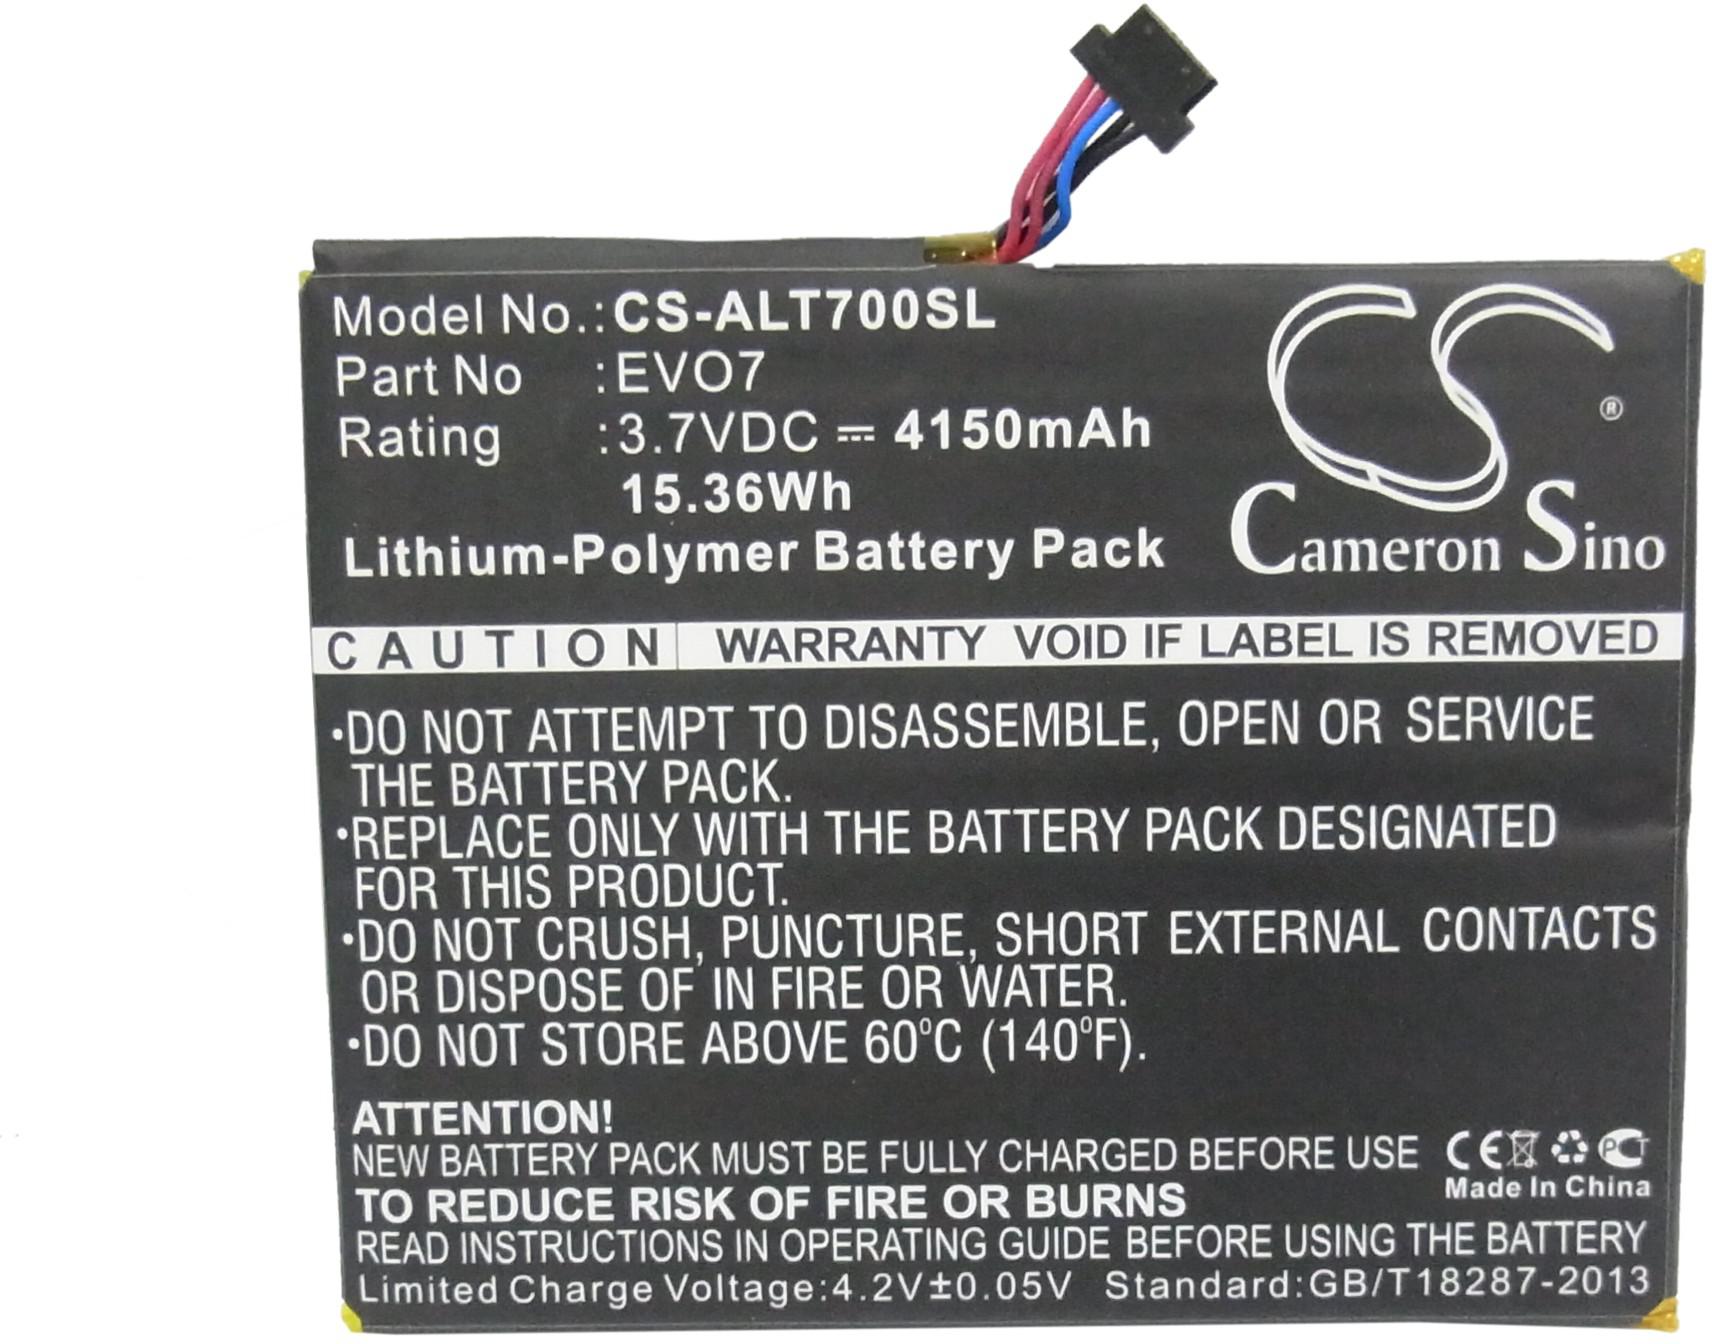 Model No.:CS-ALT700SL
Part No :EVO7
Rating :3.7VDC ⎓ 4150mAh
15.36Wh
Lithium-Polymer Battery Pack
CS®
Cameron Sino
CAUTION WARRANTY VOID IF LABEL IS REMOVED
•DO NOT ATTEMPT TO DISASSEMBLE, OPEN OR SERVICE
THE BATTERY PACK.
•REPLACE ONLY WITH THE BATTERY PACK DESIGNATED
FOR THIS PRODUCT.
•DO NOT CRUSH, PUNCTURE, SHORT EXTERNAL CONTACTS
OR DISPOSE OF IN FIRE OR WATER.
•DO NOT STORE ABOVE 60°C (140°F).
ATTENTION!
NEW BATTERY PACK MUST BE FULLY CHARGED BEFORE USE
CE PCT
Made In China
TO REDUCE RISK OF FIRE OR BURNS
READ INSTRUCTIONS IN OPERATING GUIDE BEFORE USING THE BATTERY
Limited Charge Voltage:4.2V±0.05V Standard:GB/T18287-2013